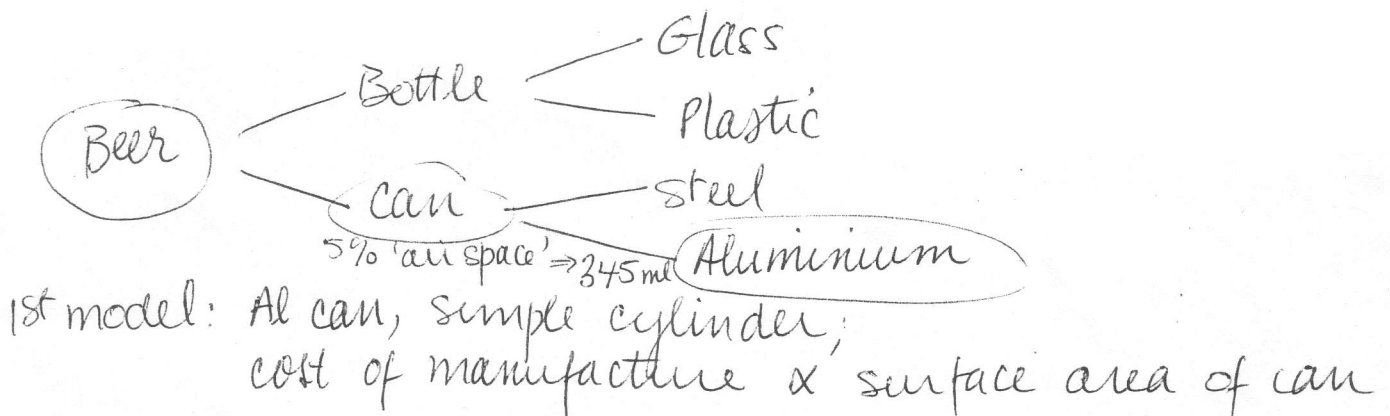 Glass
Bottle
Plastic
Beer
can
steel
5% 'air space' ⇒ 345ml
Aluminium
1st model: Al can, simple cylinder;
cost of manufacture ∝ surface area of can